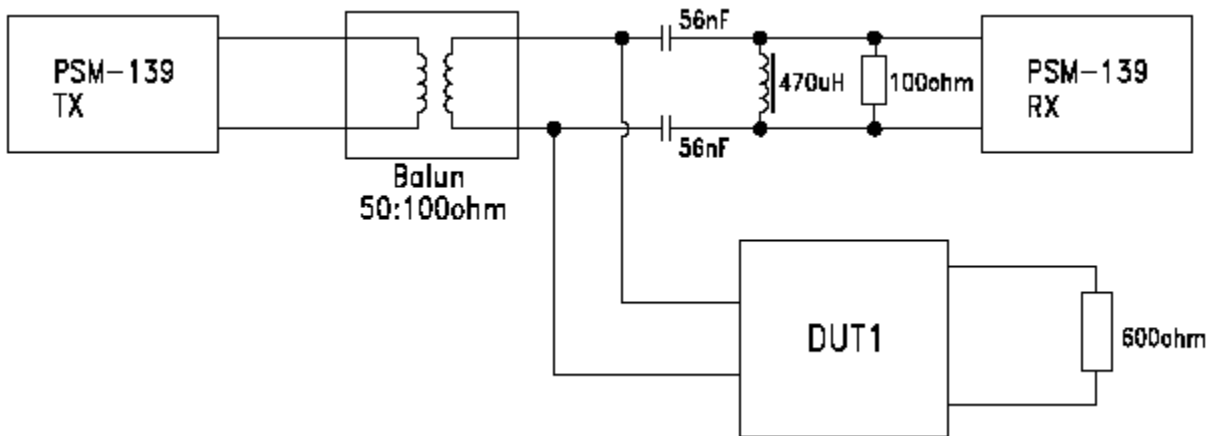 PSM-139
TX
Balun
50:100ohm
56nF
56nF
470uH
100ohm
PSM-139
RX
DUT1
600ohm